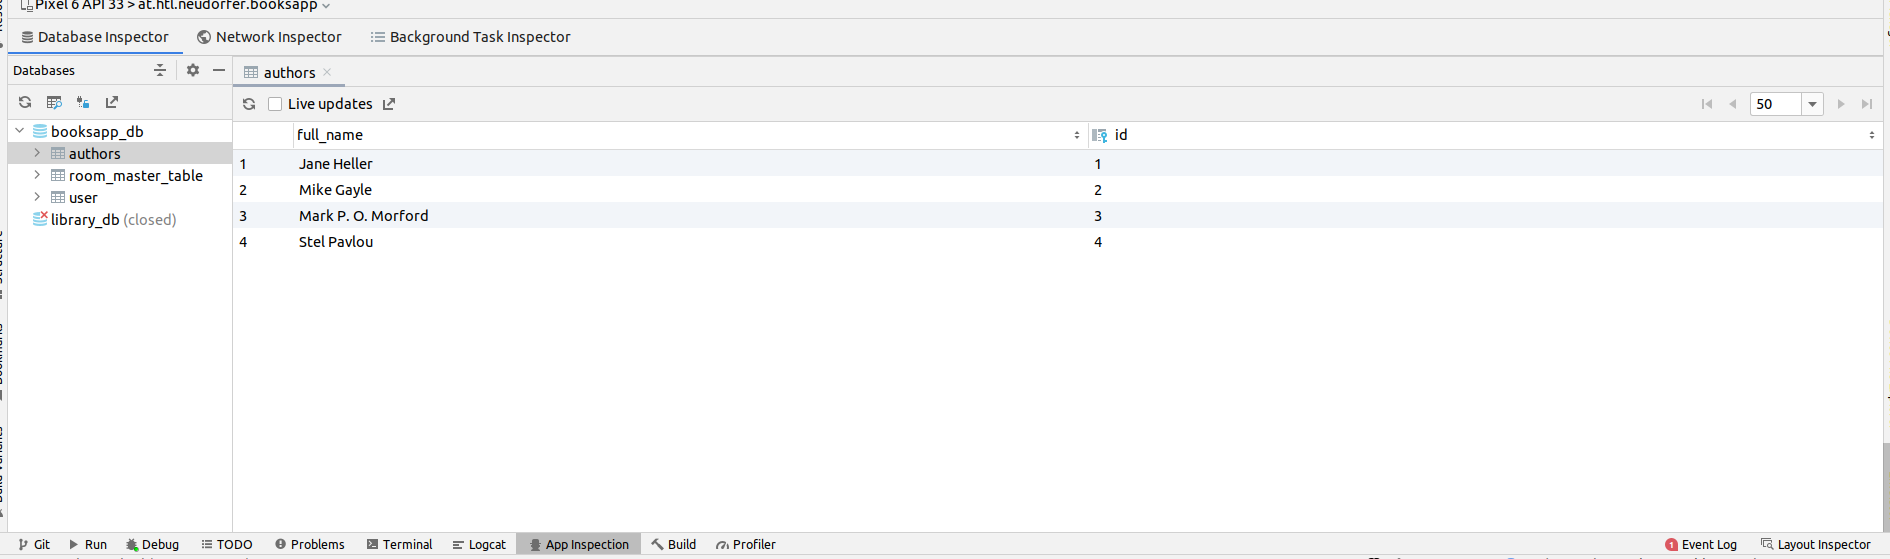 Pixel 6 API 33 > at.htl.neudorfer.booksapp
Database Inspector Network Inspector Background Task Inspector
Databases
authors
Live updates
50
booksapp_db
authors
room_master_table
user
library_db (closed)
full_name id
1 Jane Heller 1
2 Mike Gayle 2
3 Mark P. O. Morford 3
4 Stel Pavlou 4
Git Run Debug TODO Problems Terminal Logcat App Inspection Build Profiler
1 Event Log Layout Inspector